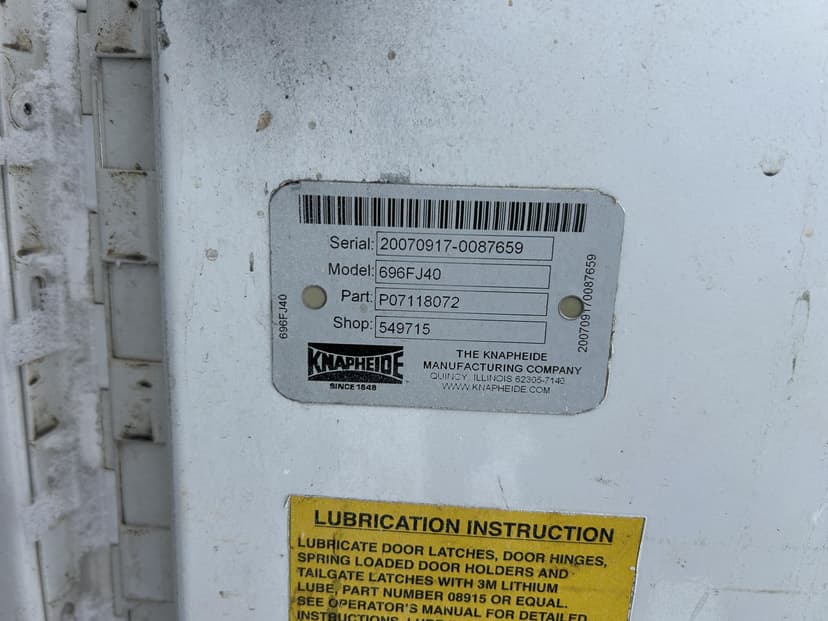 Serial: 20070917-0087659
Model: 696FJ40
Part: P07118072
Shop: 549715
696FJ40
200709170087659
KNAPHEIDE
SINCE 1848
THE KNAPHEIDE
MANUFACTURING COMPANY
QUINCY, ILLINOIS 62305-7140
WWW.KNAPHEIDE.COM
LUBRICATION INSTRUCTION
LUBRICATE DOOR LATCHES, DOOR HINGES,
SPRING LOADED DOOR HOLDERS AND
TAILGATE LATCHES WITH 3M LITHIUM
LUBE, PART NUMBER 08915 OR EQUAL.
SEE OPERATOR'S MANUAL FOR DETAILED